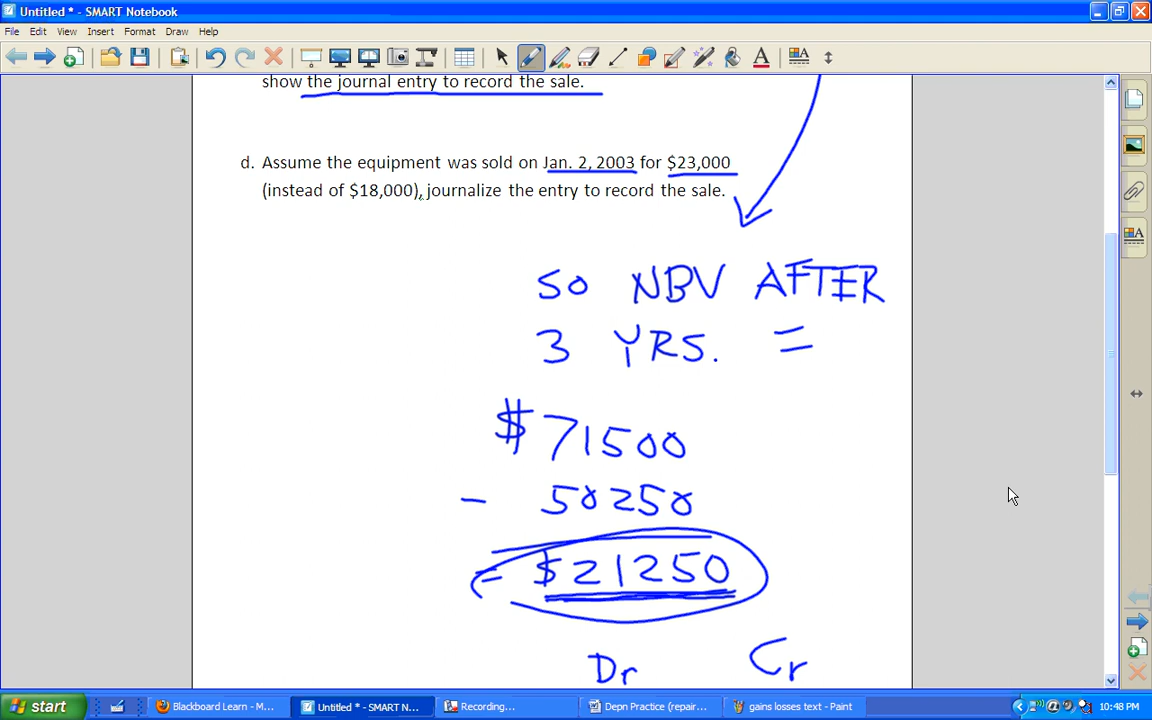 Untitled * - SMART Notebook
File Edit View Insert Format Draw Help
show the journal entry to record the sale.
d. Assume the equipment was sold on Jan. 2, 2003 for $23,000
(instead of $18,000), journalize the entry to record the sale.
SO NBV AFTER
3 YRS. =
$71500
- 50250
= $21250
Dr Cr
start Blackboard Learn - M... Untitled * - SMART N... Recording... Depn Practice (repair... gains losses text - Paint 10:48 PM